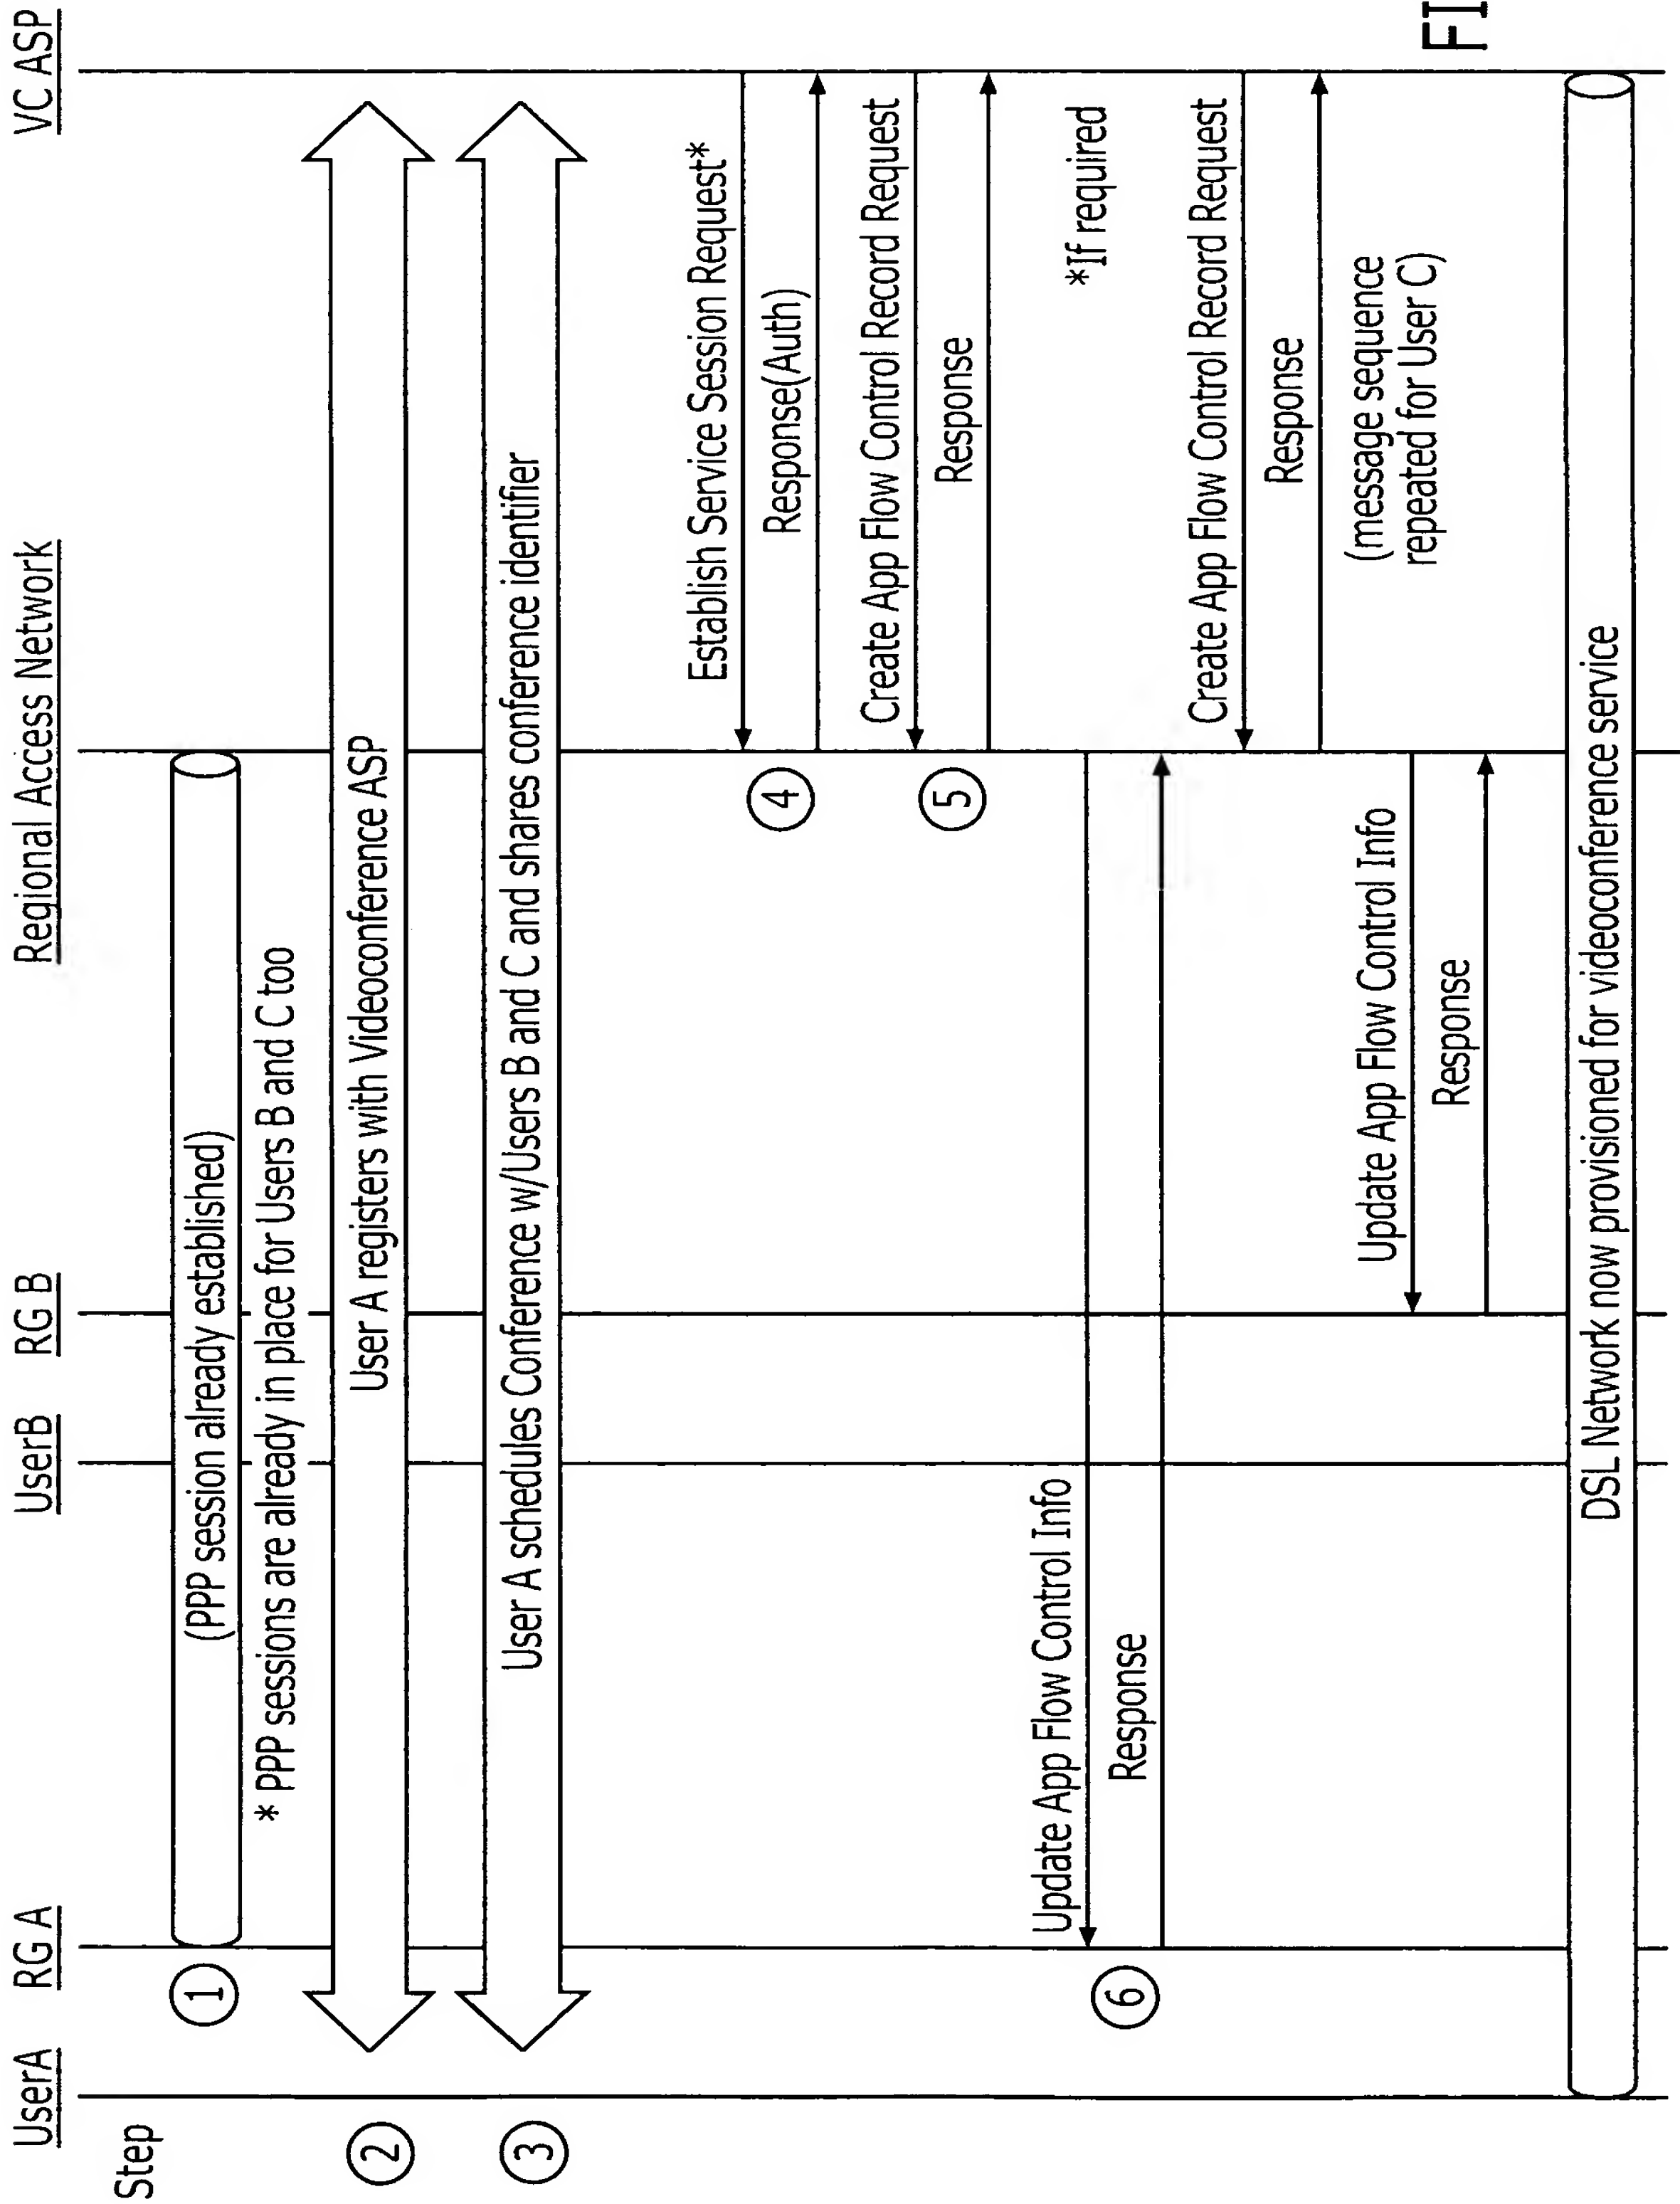 UserA
RG A
UserB
RG B
Regional Access Network
VC ASP
Step
1
(PPP session already established)
* PPP sessions are already in place for Users B and C too
2
User A registers with Videoconference ASP
3
User A schedules Conference w/Users B and C and shares conference identifier
Establish Service Session Request*
4
Response(Auth)
Create App Flow Control Record Request
5
Response
Update App Flow Control Info
*If required
6
Response
Create App Flow Control Record Request
Response
Update App Flow Control Info
(message sequence
repeated for User C)
Response
DSL Network now provisioned for videoconference service
FI